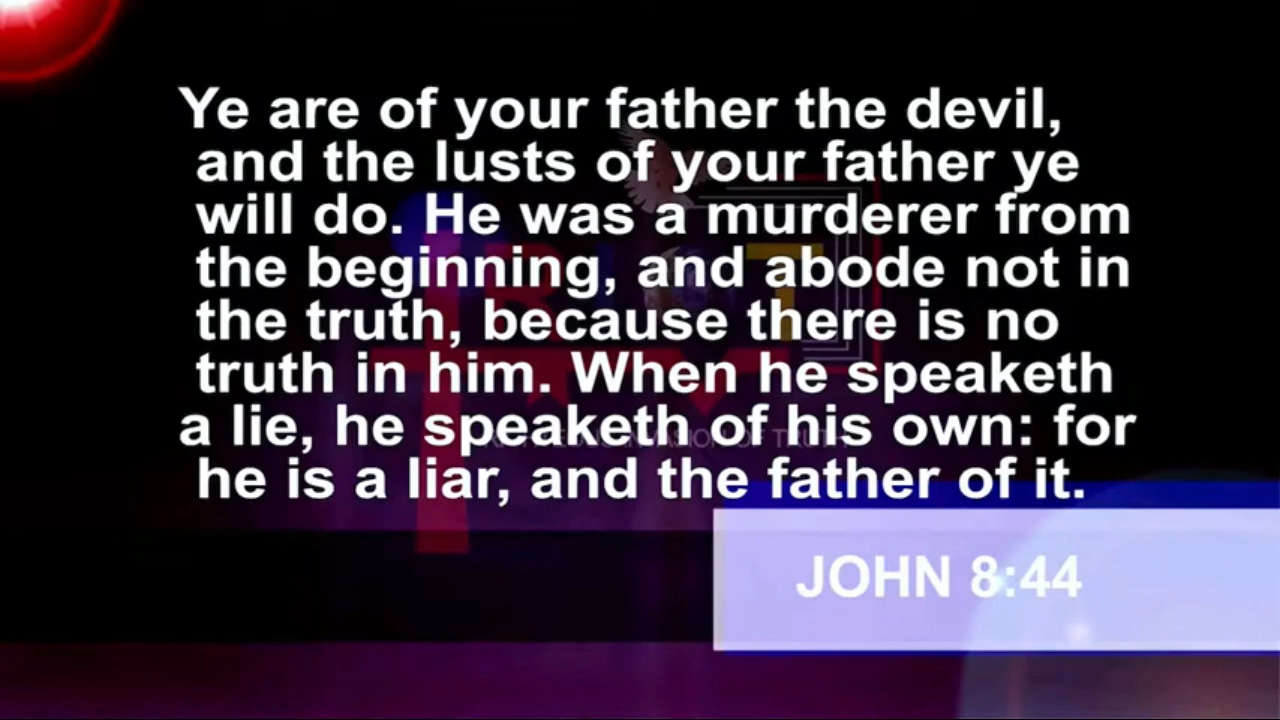 Ye are of your father the devil,
and the lusts of your father ye
will do. He was a murderer from
the beginning, and abode not in
the truth, because there is no
truth in him. When he speaketh
a lie, he speaketh of his own: for
he is a liar, and the father of it.
JOHN 8:44